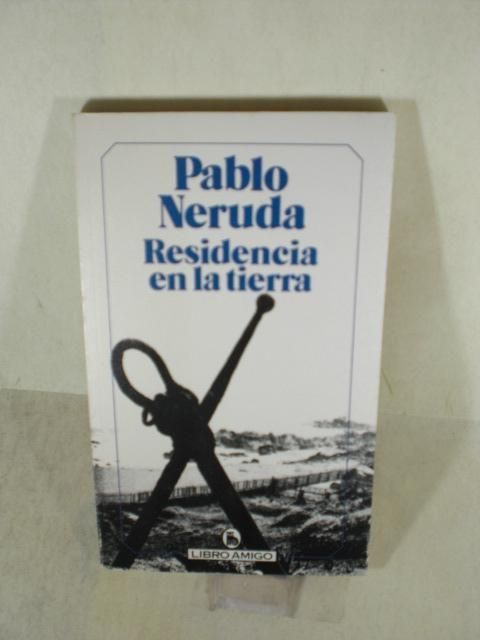 Pablo
Neruda
Residencia
en la tierra
LIBRO AMIGO